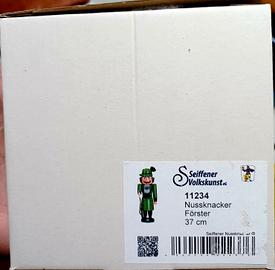 Seiffener
Volkskunst eG
11234
Nussknacker
Förster
37 cm